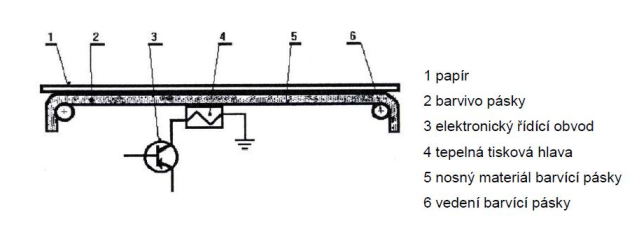 1 2 3 4 5 6
1 papír
2 barvivo pásky
3 elektronický řídící obvod
4 tepelná tisková hlava
5 nosný materiál barvící pásky
6 vedení barvící pásky